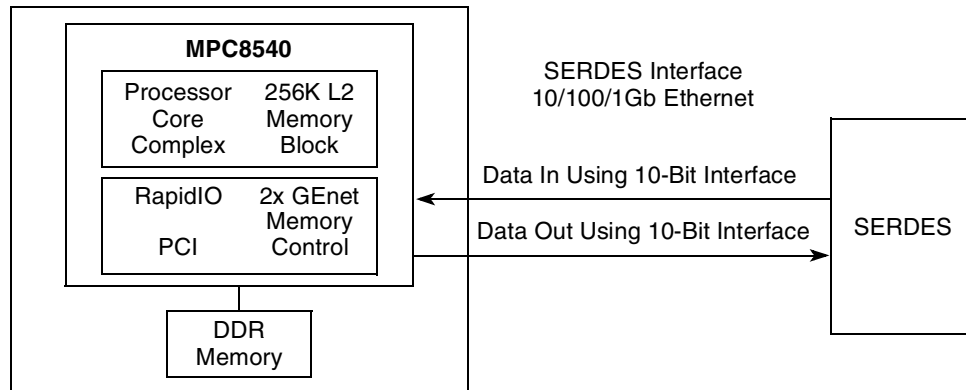 MPC8540
Processor 256K L2
Core Memory
Complex Block
RapidIO 2x GEnet
Memory
PCI Control
DDR
Memory
SERDES Interface
10/100/1Gb Ethernet
Data In Using 10-Bit Interface
Data Out Using 10-Bit Interface
SERDES